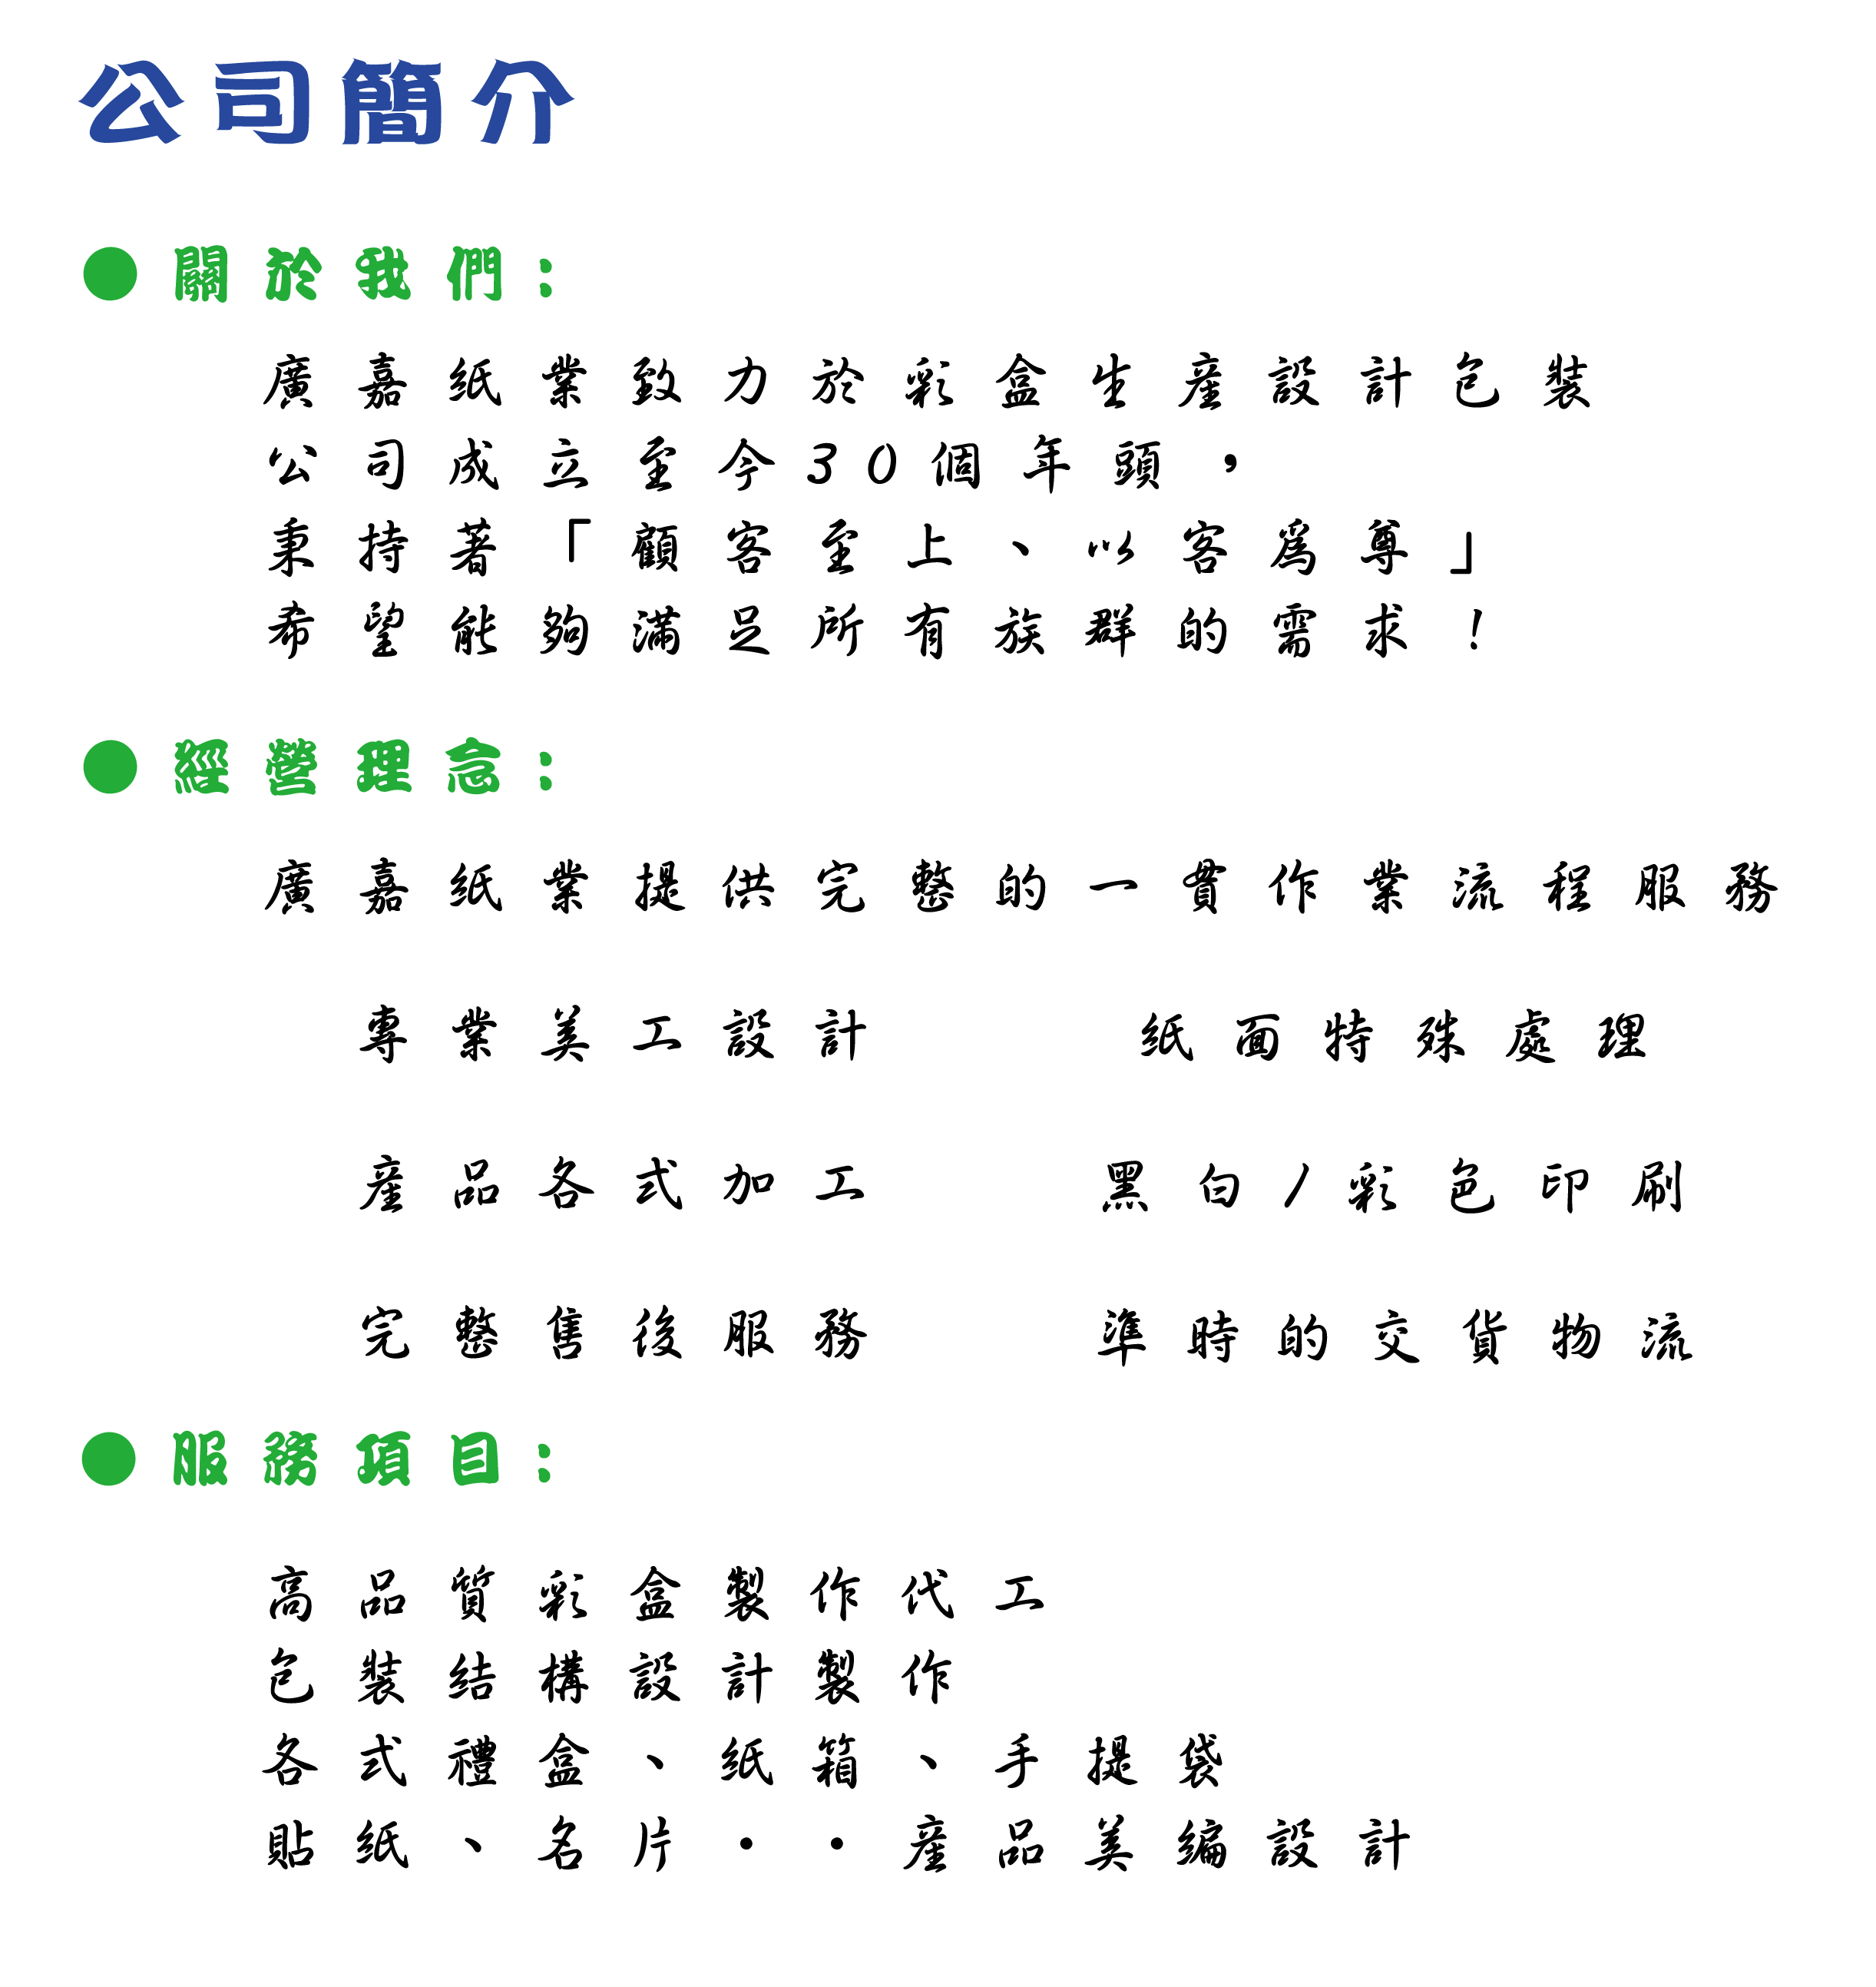 公司簡介
● 關於我們：
廣嘉紙業致力於彩盒生產設計包裝
公司成立至今30個年頭，
秉持著「顧客至上、以客為尊」
希望能夠滿足所有族群的需求！
● 經營理念：
廣嘉紙業提供完整的一貫作業流程服務
專業美工設計　紙面特殊處理
產品各式加工　黑白/彩色印刷
完整售後服務　準時的交貨物流
● 服務項目：
高品質彩盒製作代工
包裝結構設計製作
各式禮盒、紙箱、手提袋
貼紙、名片・・產品美編設計